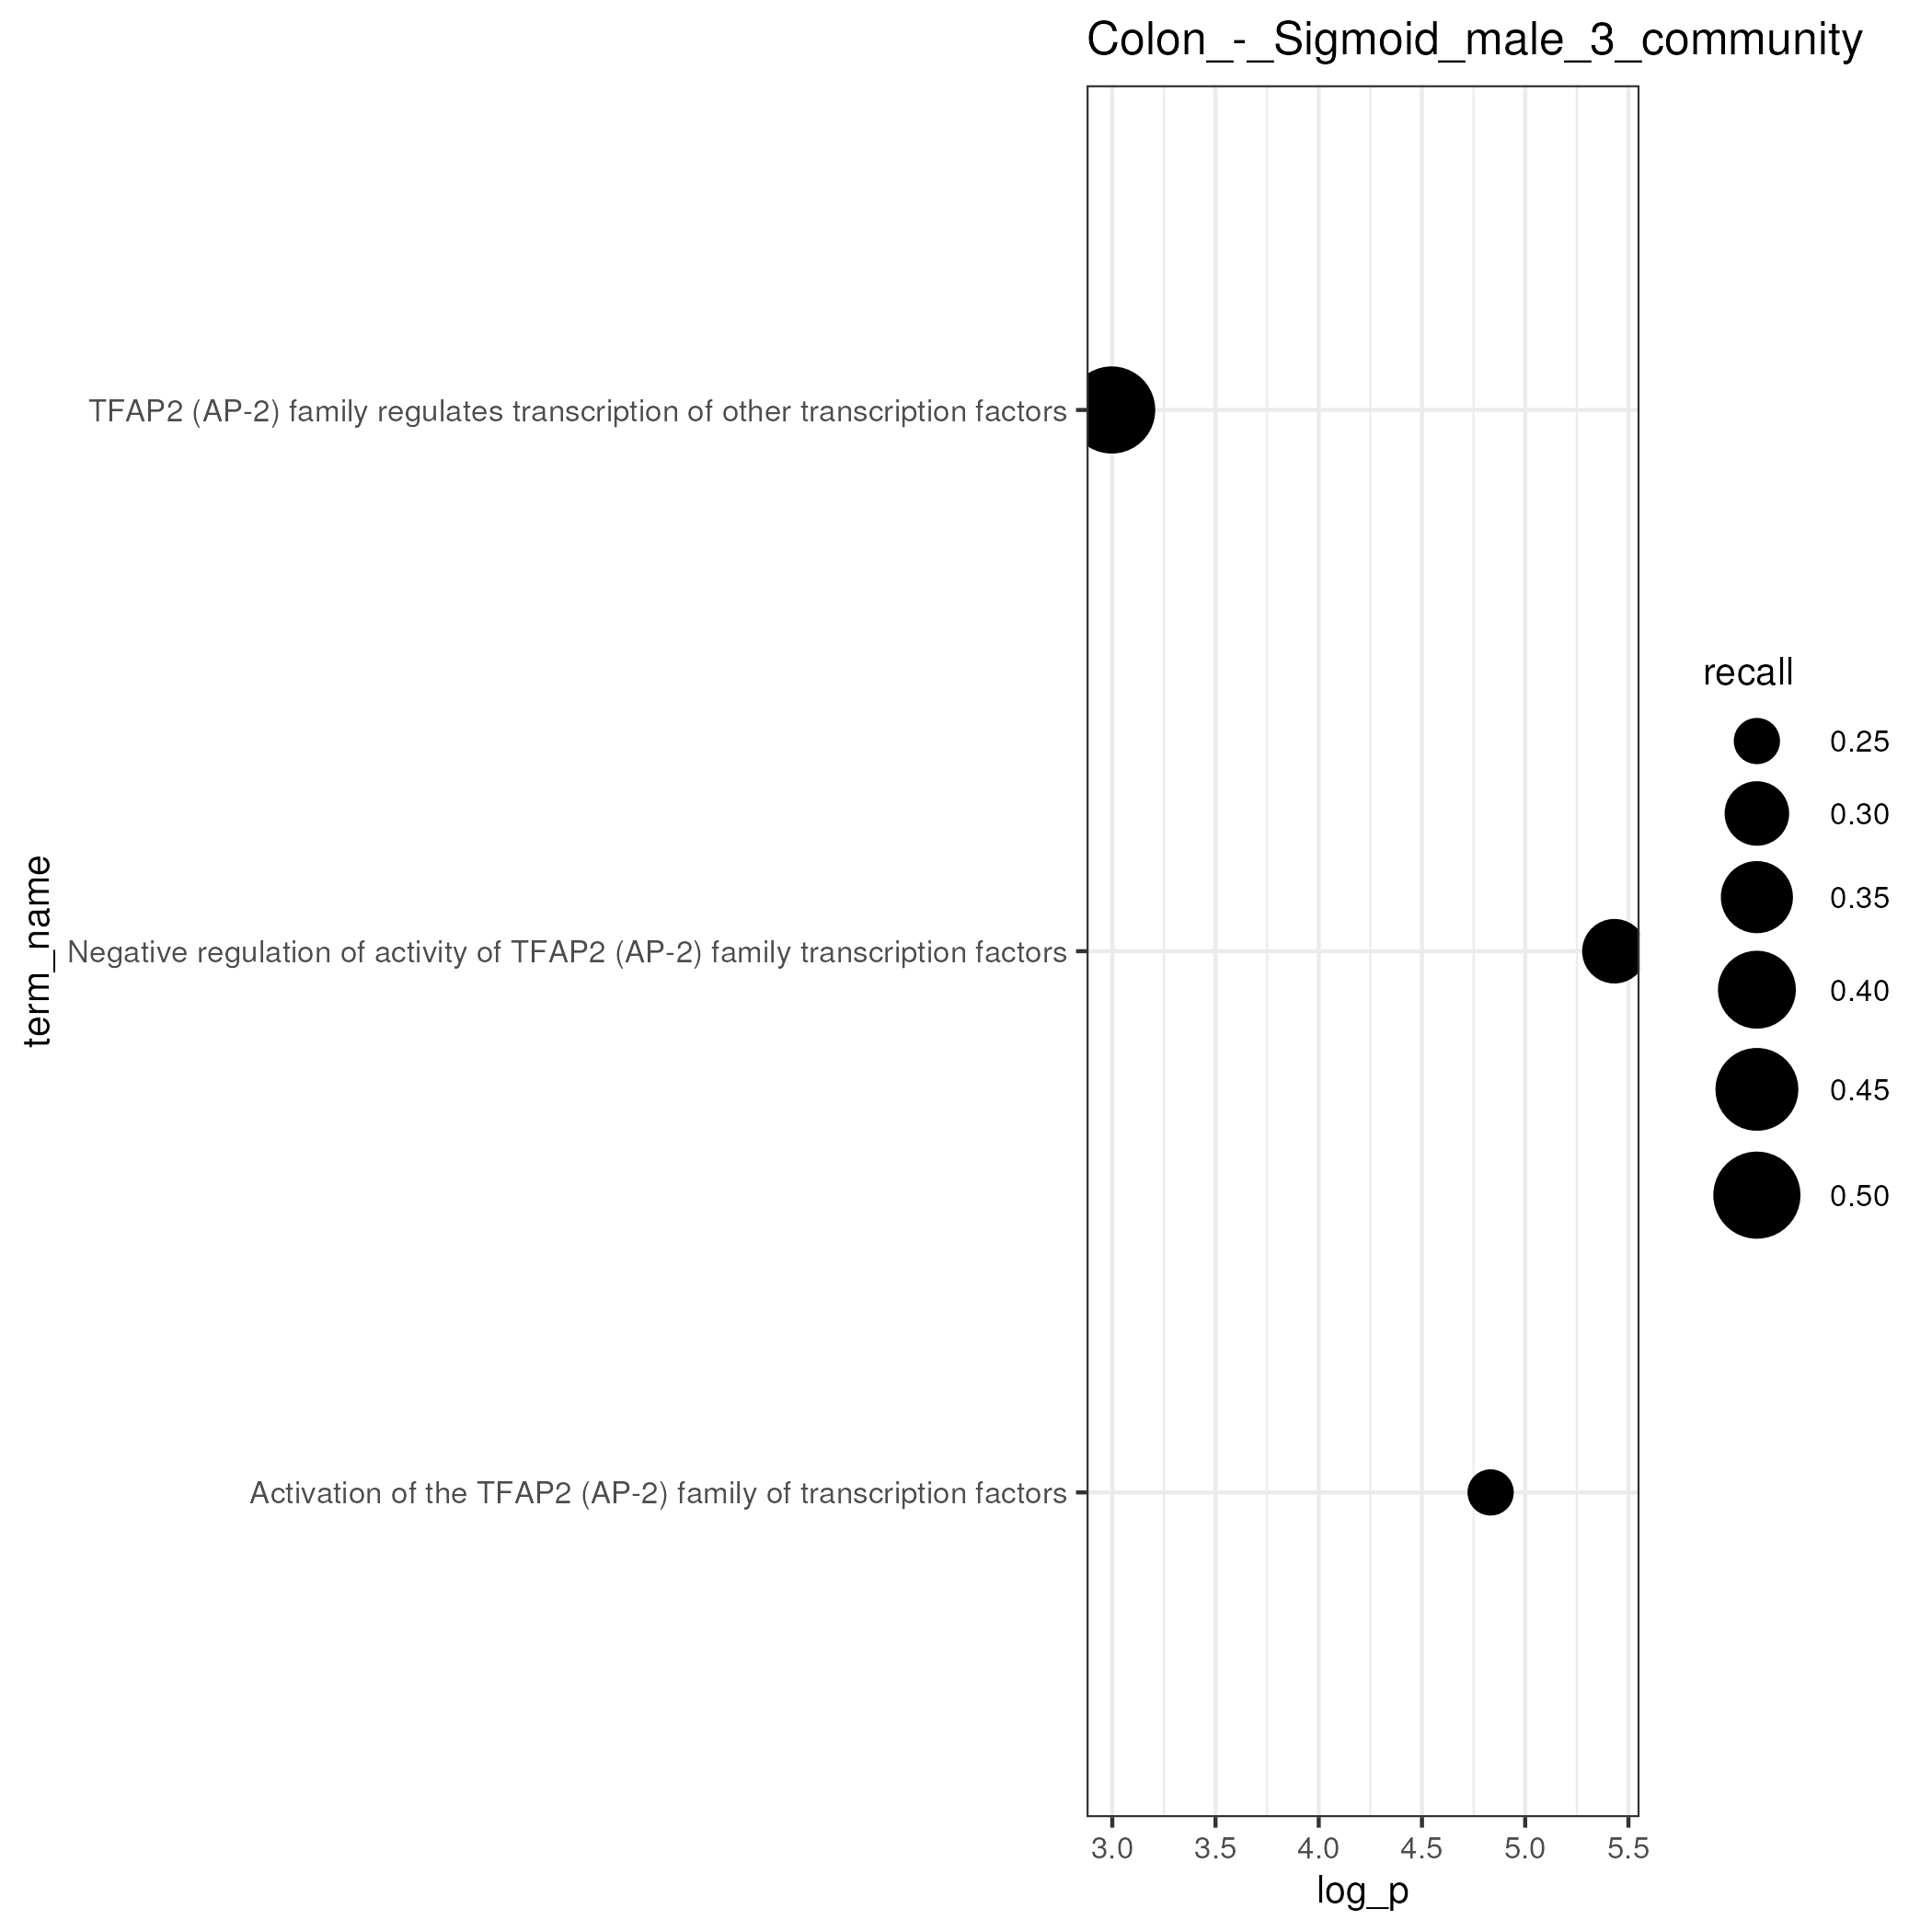 Colon_-_Sigmoid_male_3_community
term_name
TFAP2 (AP-2) family regulates transcription of other transcription factors
Negative regulation of activity of TFAP2 (AP-2) family transcription factors
Activation of the TFAP2 (AP-2) family of transcription factors
3.0 3.5 4.0 4.5 5.0 5.5
log_p
recall
0.25
0.30
0.35
0.40
0.45
0.50